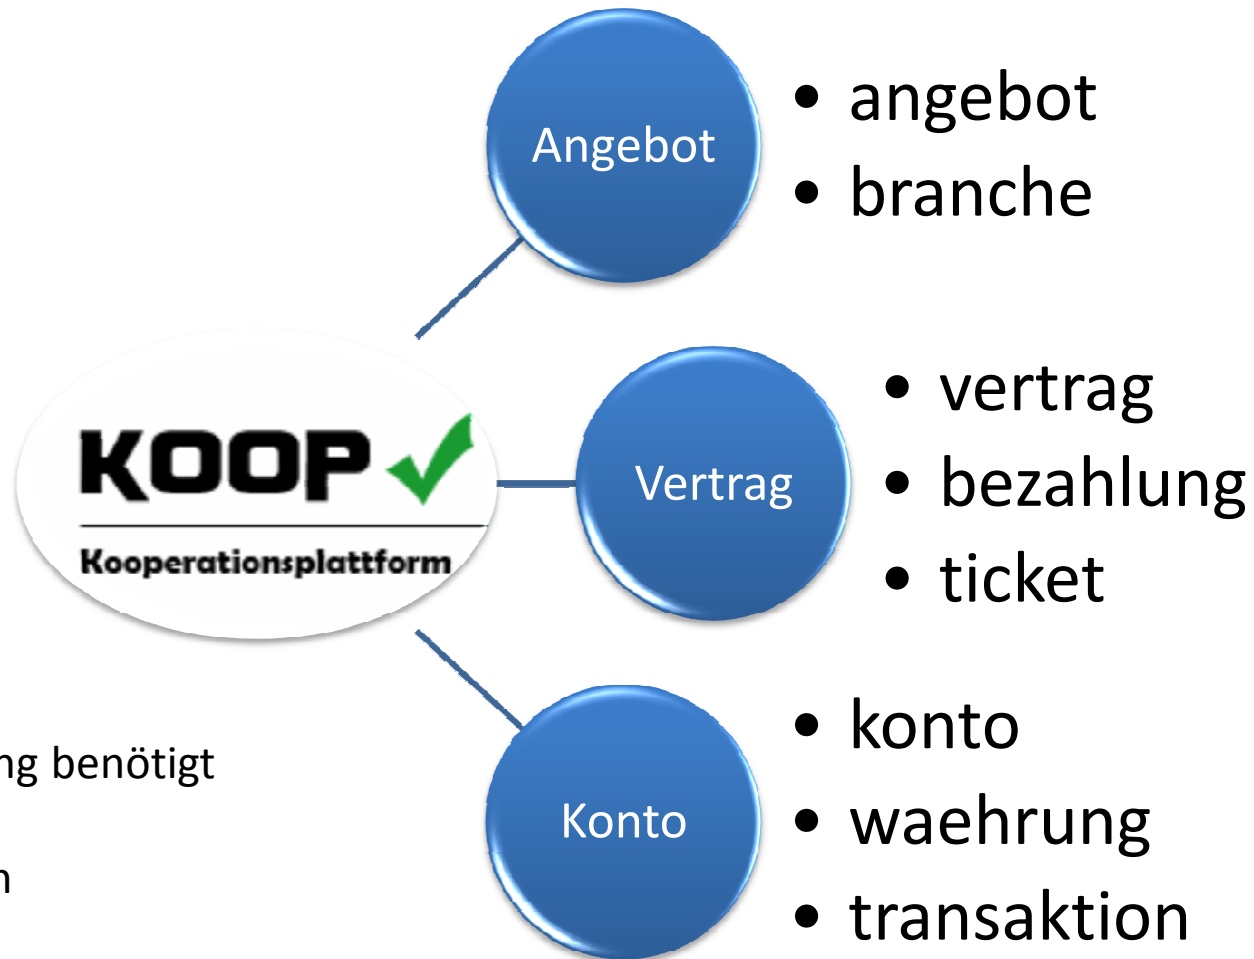 Angebot
• angebot
• branche
KOOP
Kooperationsplattform
Vertrag
• vertrag
• bezahlung
• ticket
ng benötigt
n
Konto
• konto
• waehrung
• transaktion